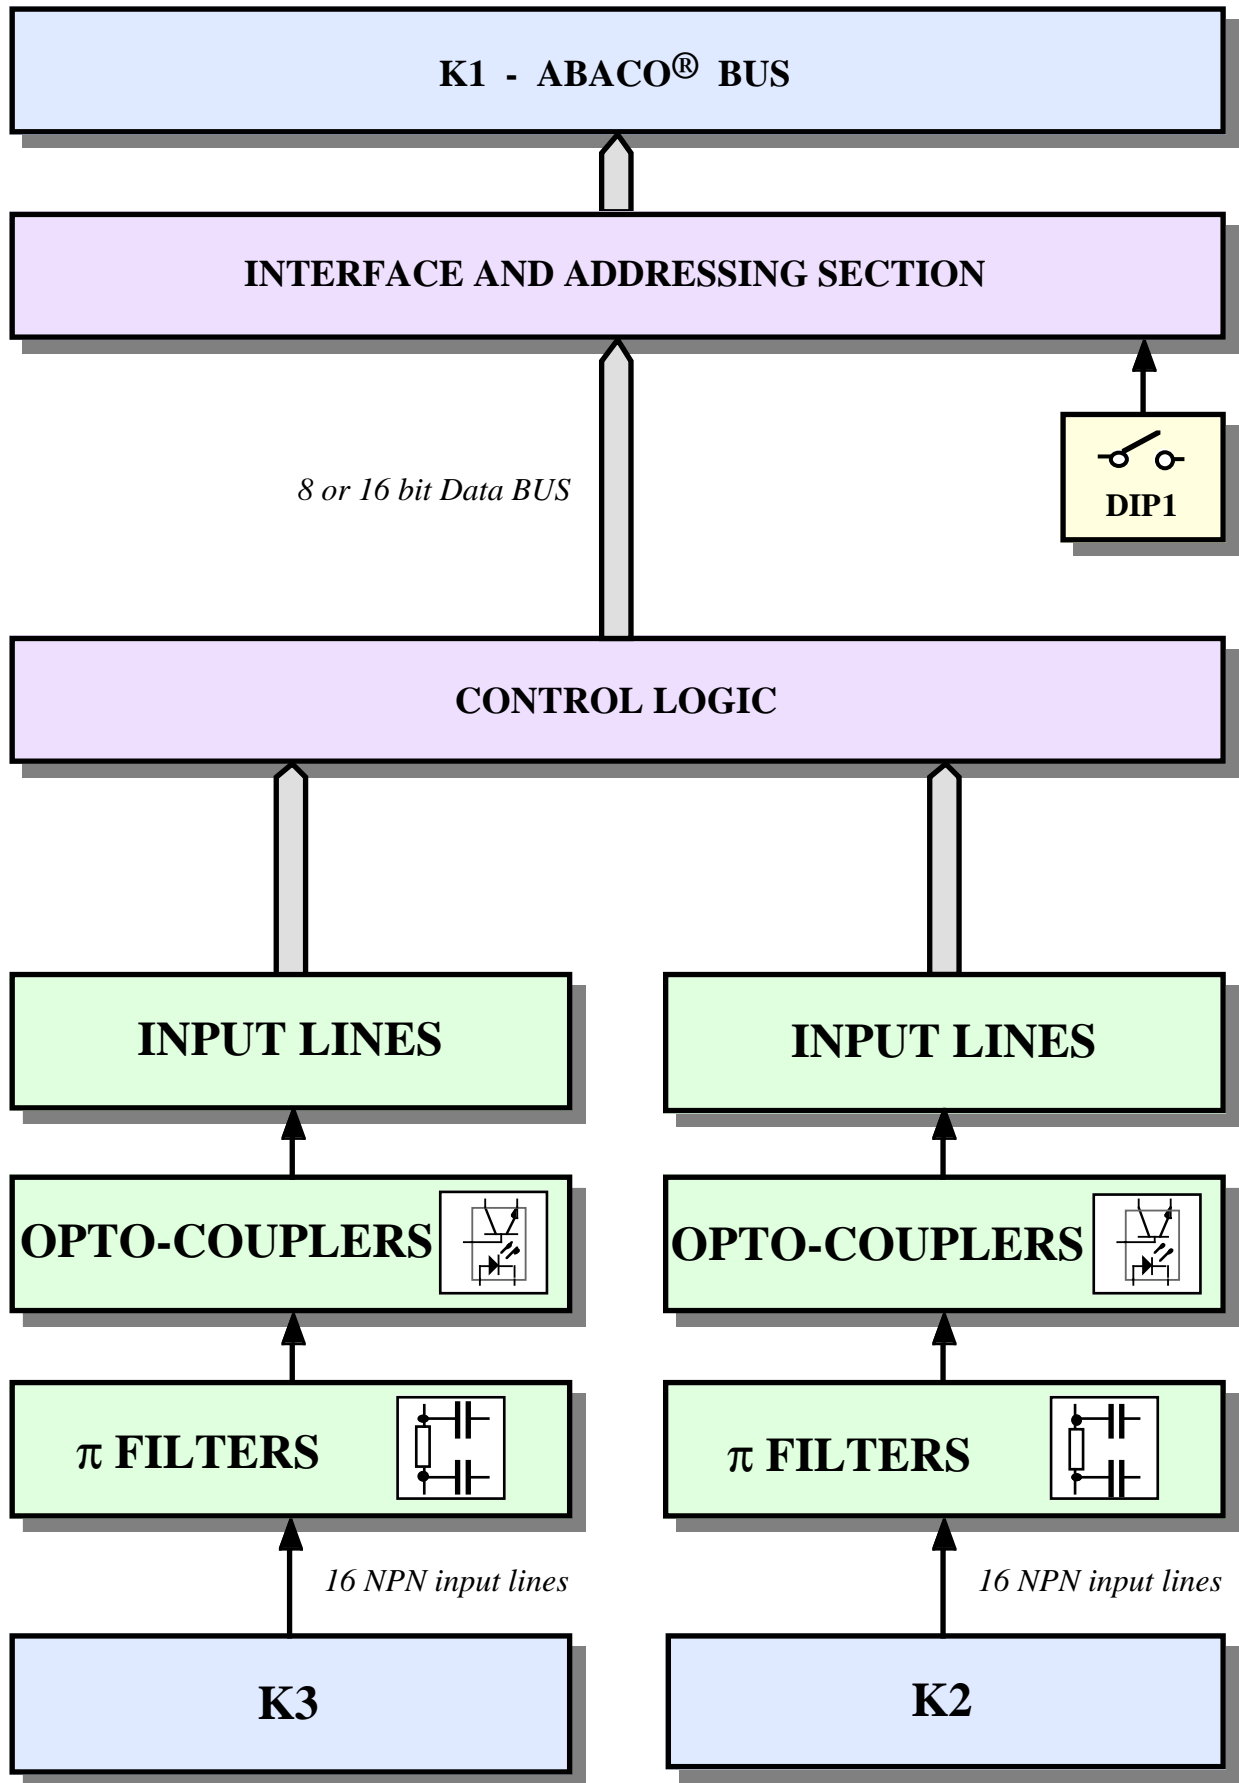 K1 - ABACO® BUS
INTERFACE AND ADDRESSING SECTION
8 or 16 bit Data BUS
DIP1
CONTROL LOGIC
INPUT LINES
INPUT LINES
OPTO-COUPLERS
OPTO-COUPLERS
π FILTERS
π FILTERS
16 NPN input lines
16 NPN input lines
K3
K2